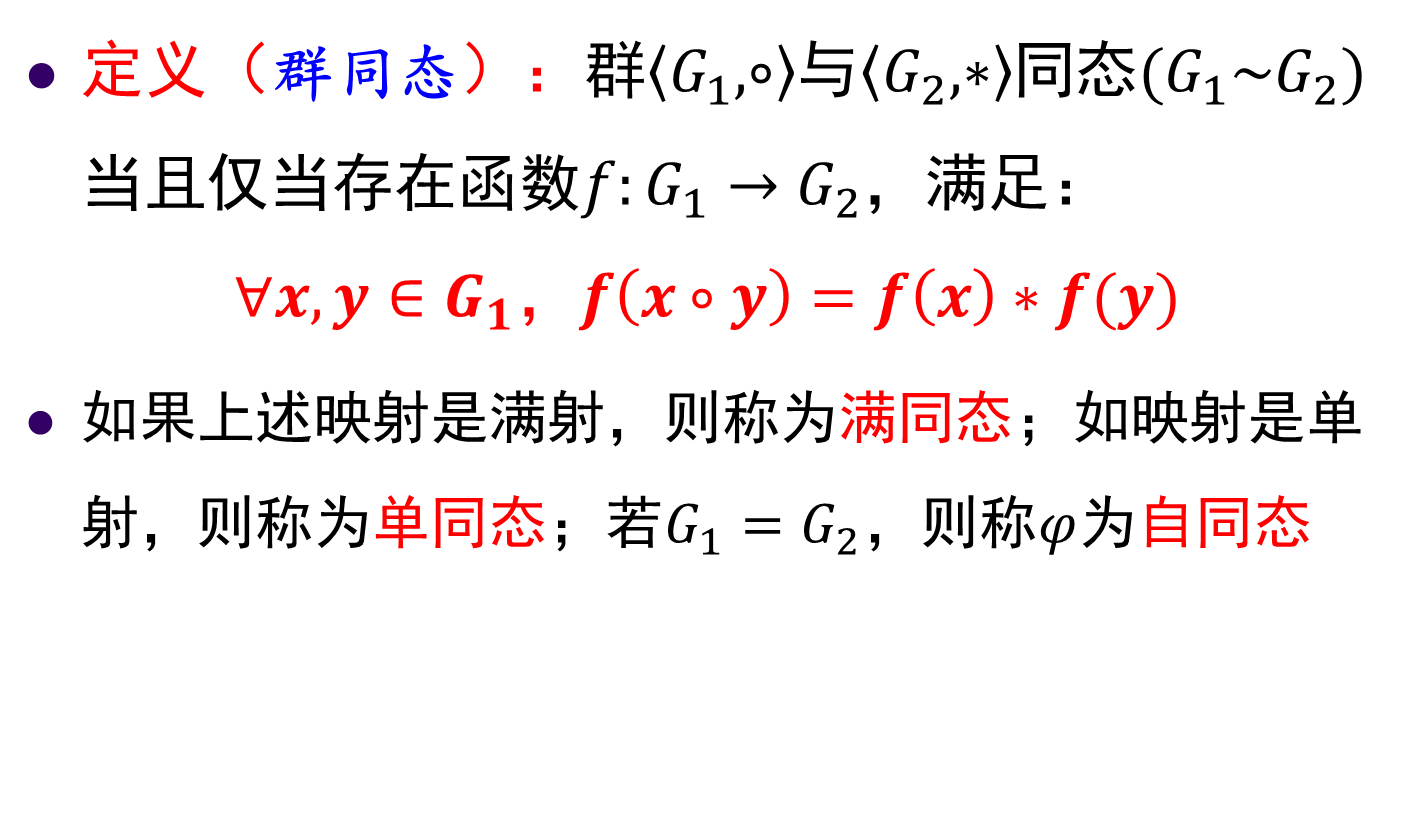 ● 定义（群同态）：群⟨G₁,∘⟩与⟨G₂,∗⟩同态(G₁~G₂)
当且仅当存在函数f: G₁ → G₂，满足：
∀x, y ∈ G₁，f(x ∘ y) = f(x) ∗ f(y)
● 如果上述映射是满射，则称为满同态；如映射是单
射，则称为单同态；若G₁ = G₂，则称φ为自同态